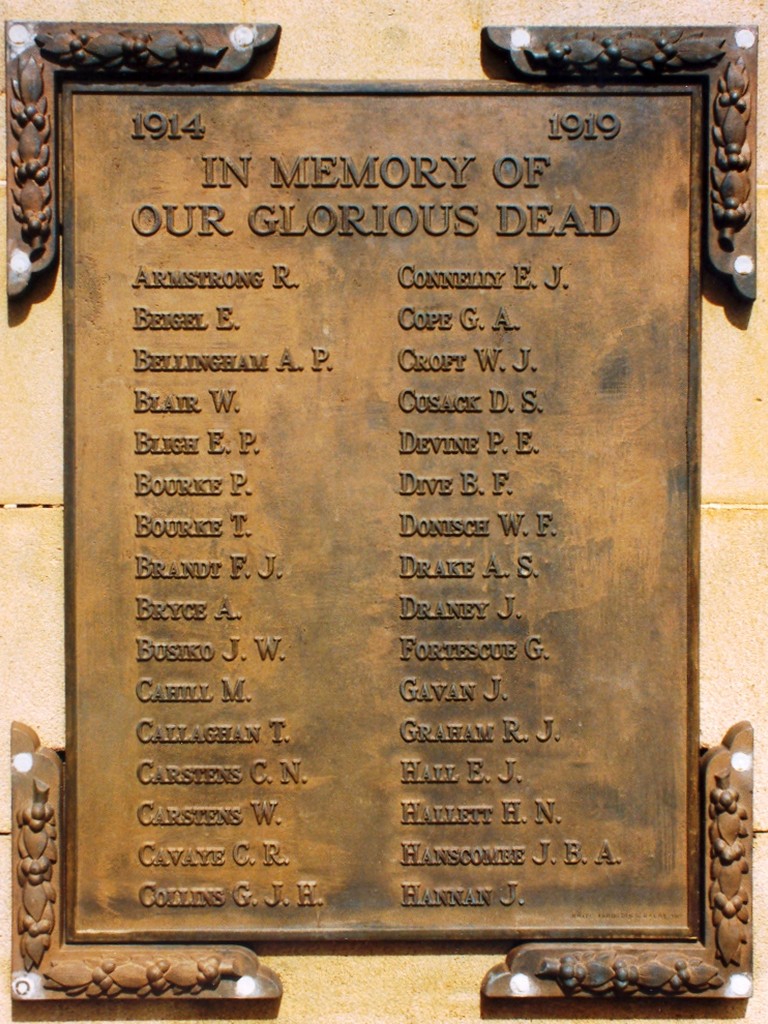 1914 1919
IN MEMORY OF
OUR GLORIOUS DEAD
ARMSTRONG R.
BEIGEL E.
BELLINGHAM A. P.
BLAIR W.
BLIGH E. P.
BOURKE P.
BOURKE T.
BRANDT F. J.
BRYCE A.
BUSIKO J. W.
CAHILL M.
CALLAGHAN T.
CARSTENS C. N.
CARSTENS W.
CAVAYE C. R.
COLLINS G. J. H.
CONNELLY E. J.
COPE G. A.
CROFT W. J.
CUSACK D. S.
DEVINE P. E.
DIVE B. F.
DONISCH W. F.
DRAKE A. S.
DRANEY J.
FORTESCUE G.
GAVAN J.
GRAHAM R. J.
HALL E. J.
HALLETT H. N.
HANSCOMBE J. B. A.
HANNAN J.